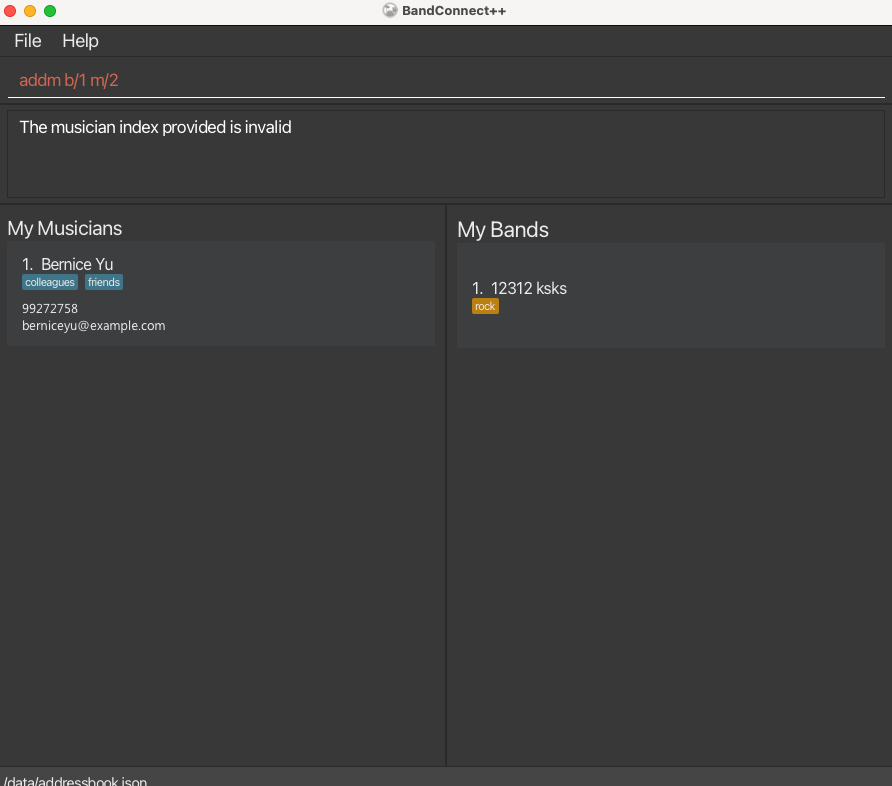 BandConnect++
File Help
addm b/1 m/2
The musician index provided is invalid
My Musicians
1. Bernice Yu
colleagues friends
99272758
berniceyu@example.com
My Bands
1. 12312 ksks
rock
/data/addressbook.json